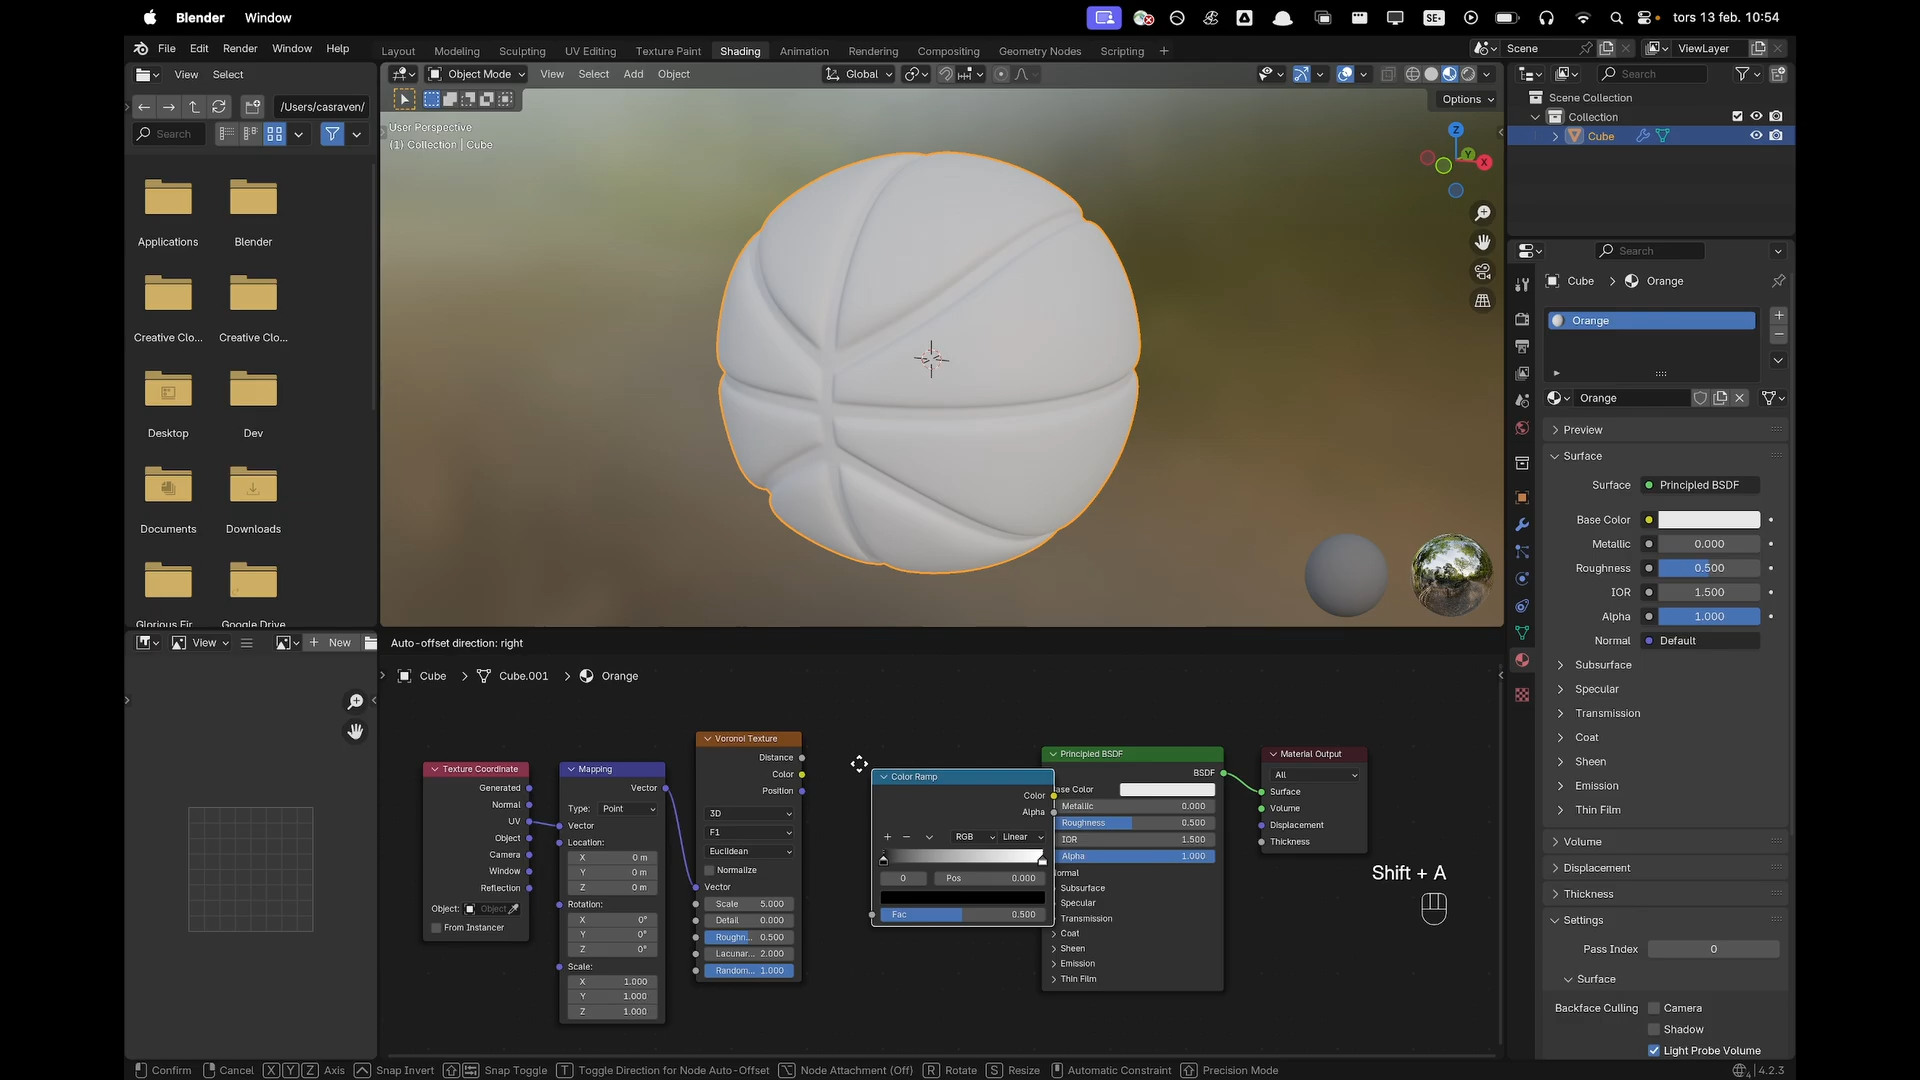 Blender Window
SE
tors 13 feb. 10:54
File Edit Render Window Help
Layout Modeling Sculpting UV Editing Texture Paint Shading Animation Rendering Compositing Geometry Nodes Scripting +
Scene
ViewLayer
View Select
Object Mode View Select Add Object
Global
Search
/Users/casraven/
Options
Search
User Perspective
(1) Collection | Cube
Z
Y
X
Scene Collection
Collection
Cube
Applications
Blender
Creative Clo...
Creative Clo...
Desktop
Dev
Documents
Downloads
Glorious Fir
Google Drive
Search
Cube > Orange
Orange
Orange
Preview
Surface
Surface Principled BSDF
Base Color
Metallic 0.000
Roughness 0.500
IOR 1.500
Alpha 1.000
Normal Default
Subsurface
Specular
Transmission
Coat
Sheen
Emission
Thin Film
Volume
Displacement
Thickness
Settings
Pass Index 0
Surface
Backface Culling Camera
Shadow
Light Probe Volume
View
New
Auto-offset direction: right
Cube > Cube.001 > Orange
Texture Coordinate
Generated
Normal
UV
Object
Camera
Window
Reflection
Object: Object
From Instancer
Mapping
Vector
Type: Point
Vector
Location:
X 0 m
Y 0 m
Z 0 m
Rotation:
X 0°
Y 0°
Z 0°
Scale:
X 1.000
Y 1.000
Z 1.000
Voronoi Texture
Distance
Color
Position
3D
F1
Euclidean
Normalize
Vector
Scale 5.000
Detail 0.000
Roughn... 0.500
Lacunar... 2.000
Random... 1.000
Color Ramp
Color
Alpha
+ − RGB Linear
0 Pos 0.000
Fac 0.500
Principled BSDF
BSDF
ase Color
Metallic 0.000
Roughness 0.500
IOR 1.500
Alpha 1.000
ormal
Subsurface
Specular
Transmission
Coat
Sheen
Emission
Thin Film
Material Output
All
Surface
Volume
Displacement
Thickness
Shift + A
Confirm Cancel X Y Z Axis Snap Invert Snap Toggle T Toggle Direction for Node Auto-Offset Node Attachment (Off) R Rotate S Resize Automatic Constraint Precision Mode
4.2.3